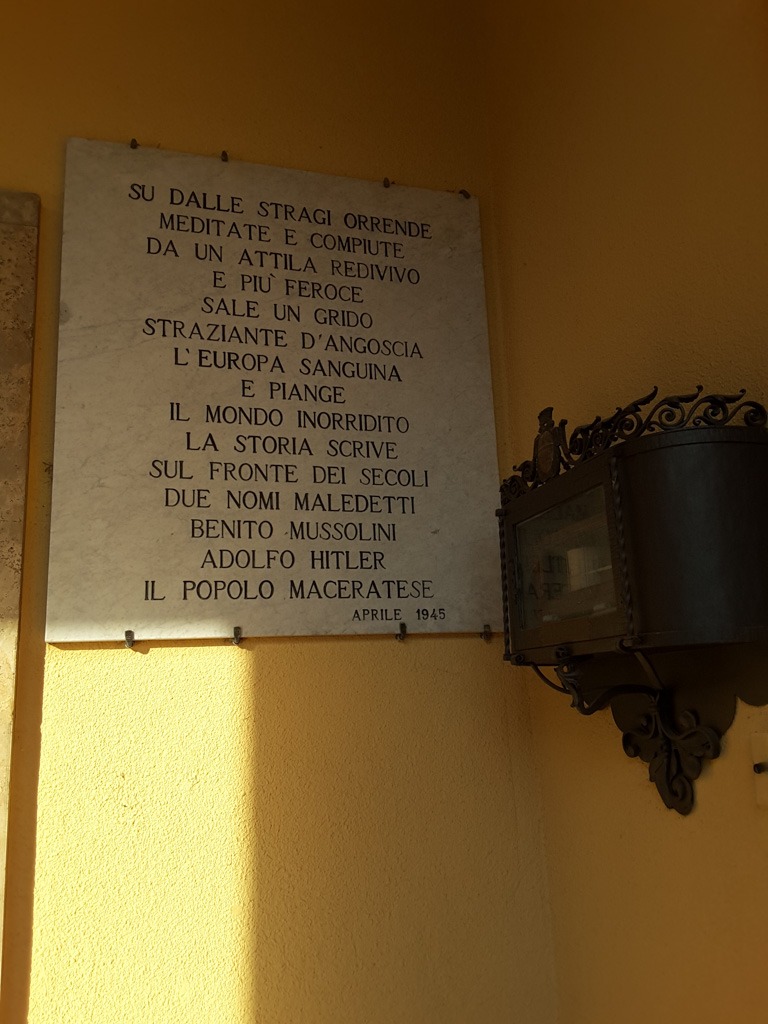 SU DALLE STRAGI ORRENDE
MEDITATE E COMPIUTE
DA UN ATTILA REDIVIVO
E PIÙ FEROCE
SALE UN GRIDO
STRAZIANTE D'ANGOSCIA
L'EUROPA SANGUINA
E PIANGE
IL MONDO INORRIDITO
LA STORIA SCRIVE
SUL FRONTE DEI SECOLI
DUE NOMI MALEDETTI
BENITO MUSSOLINI
ADOLFO HITLER
IL POPOLO MACERATESE
APRILE 1945